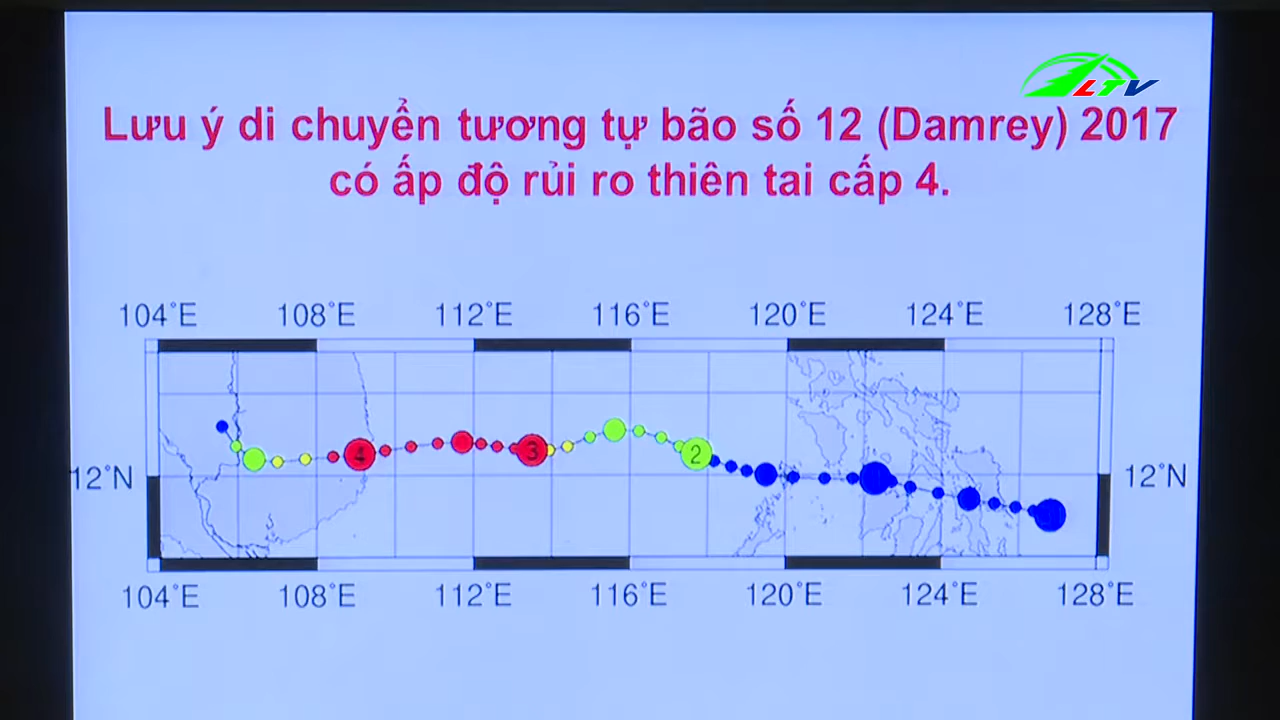 LTV
Lưu ý di chuyển tương tự bão số 12 (Damrey) 2017
có ấp độ rủi ro thiên tai cấp 4.
104°E 108°E 112°E 116°E 120°E 124°E 128°E
4 3 2
12°N 12°N
104°E 108°E 112°E 116°E 120°E 124°E 128°E